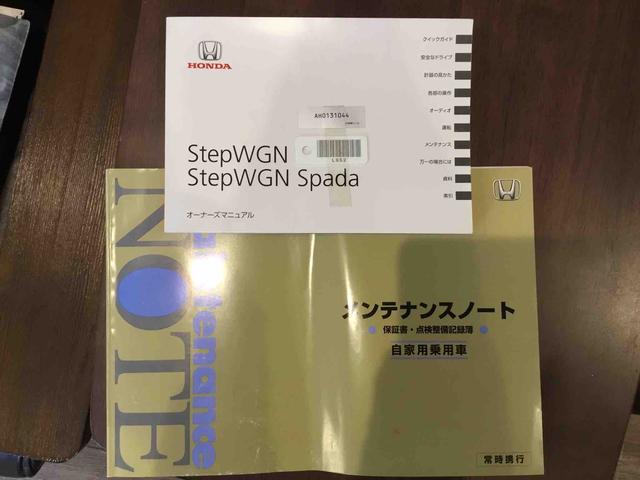 HONDA
StepWGN
StepWGN Spada
オーナーズマニュアル
AH0131044
L662
クイックガイド
安全なドライブ
計器の見かた
各部の操作
オーディオ
運転
メンテナンス
万一の場合には
資料
索引
Maintenance
NOTE
メンテナンスノート
保証書・点検整備記録簿
自家用乗用車
常時携行